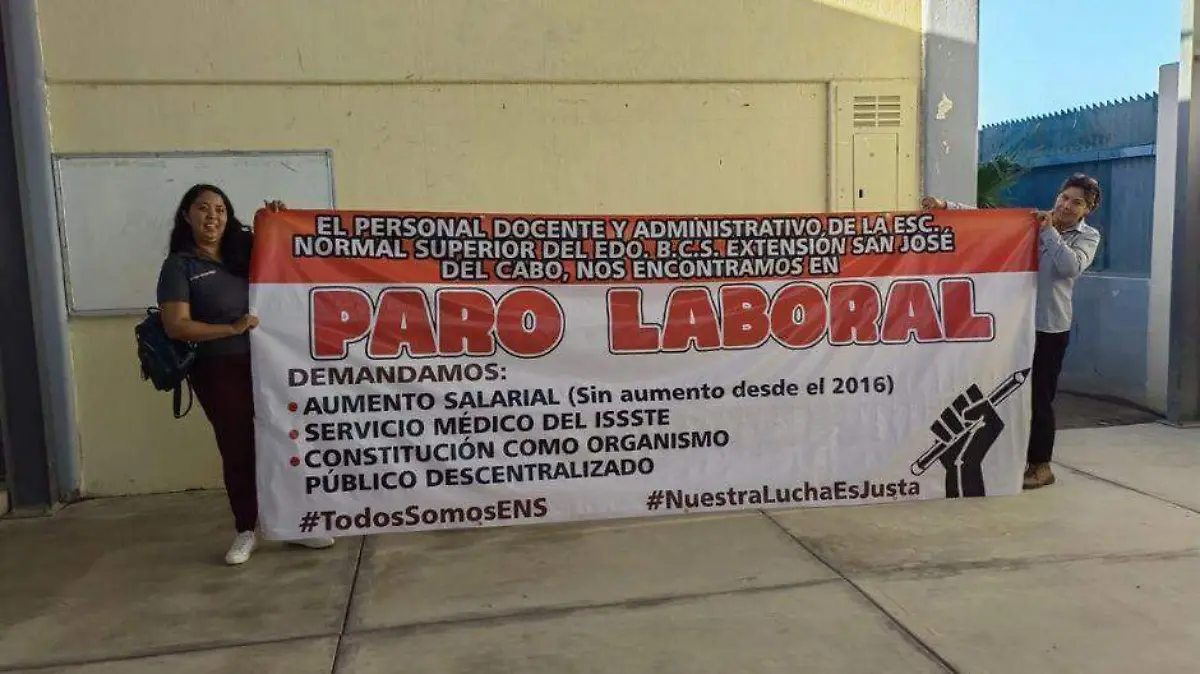 EL PERSONAL DOCENTE Y ADMINISTRATIVO DE LA ESC.
NORMAL SUPERIOR DEL EDO. B.C.S. EXTENSIÓN SAN JOSÉ
DEL CABO, NOS ENCONTRAMOS EN
PARO LABORAL
DEMANDAMOS:
• AUMENTO SALARIAL (Sin aumento desde el 2016)
• SERVICIO MÉDICO DEL ISSSTE
• CONSTITUCIÓN COMO ORGANISMO
PÚBLICO DESCENTRALIZADO
#TodosSomosENS
#NuestraLuchaEsJusta